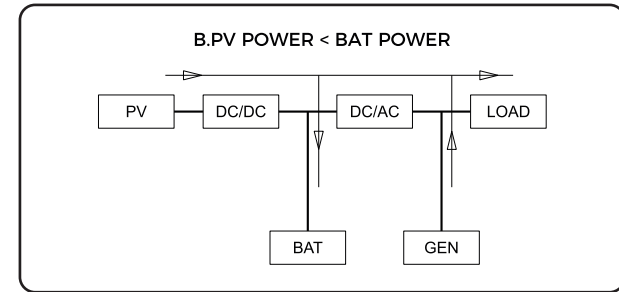 B.PV POWER < BAT POWER
PV
DC/DC
DC/AC
LOAD
BAT
GEN